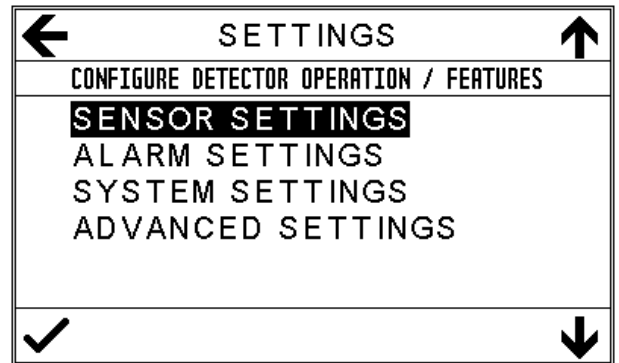 SETTINGS
CONFIGURE DETECTOR OPERATION / FEATURES
SENSOR SETTINGS
ALARM SETTINGS
SYSTEM SETTINGS
ADVANCED SETTINGS